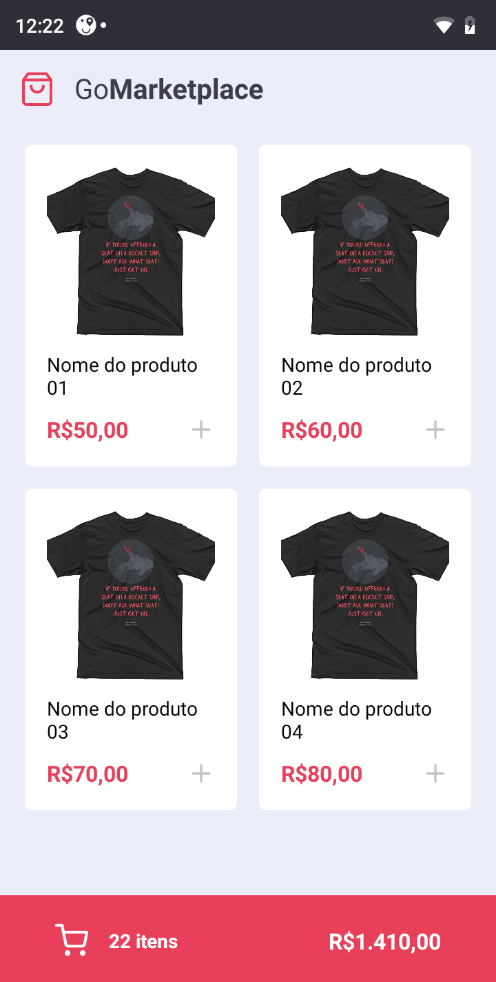 12:22
GoMarketplace
IF YOU'RE OFFERED A
SEAT ON A ROCKET SHIP,
DON'T ASK WHAT SEAT!
JUST GET ON.
Nome do produto
01
R$50,00
IF YOU'RE OFFERED A
SEAT ON A ROCKET SHIP,
DON'T ASK WHAT SEAT!
JUST GET ON.
Nome do produto
02
R$60,00
IF YOU'RE OFFERED A
SEAT ON A ROCKET SHIP,
DON'T ASK WHAT SEAT!
JUST GET ON.
Nome do produto
03
R$70,00
IF YOU'RE OFFERED A
SEAT ON A ROCKET SHIP,
DON'T ASK WHAT SEAT!
JUST GET ON.
Nome do produto
04
R$80,00
22 itens
R$1.410,00